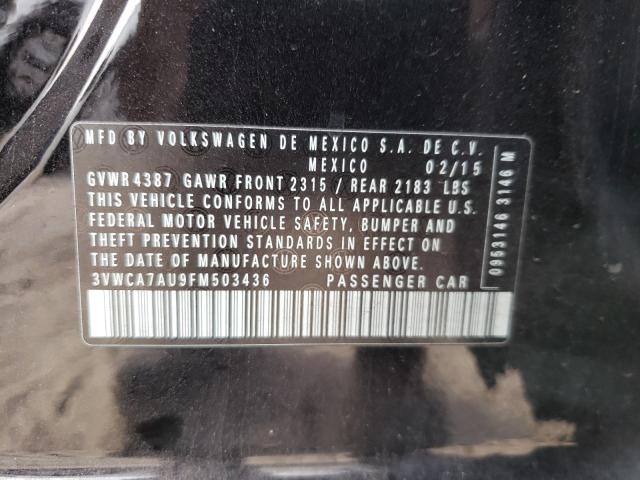 MFD BY VOLKSWAGEN DE MEXICO S.A. DE C.V.
MEXICO 02/15
GVWR 4387 GAWR FRONT 2315 / REAR 2183 LBS
THIS VEHICLE CONFORMS TO ALL APPLICABLE U.S.
FEDERAL MOTOR VEHICLE SAFETY, BUMPER AND
THEFT PREVENTION STANDARDS IN EFFECT ON
THE DATE OF MANUFACTURE SHOWN ABOVE.
3VWCA7AU9FM503436 PASSENGER CAR
0953146 3146 M